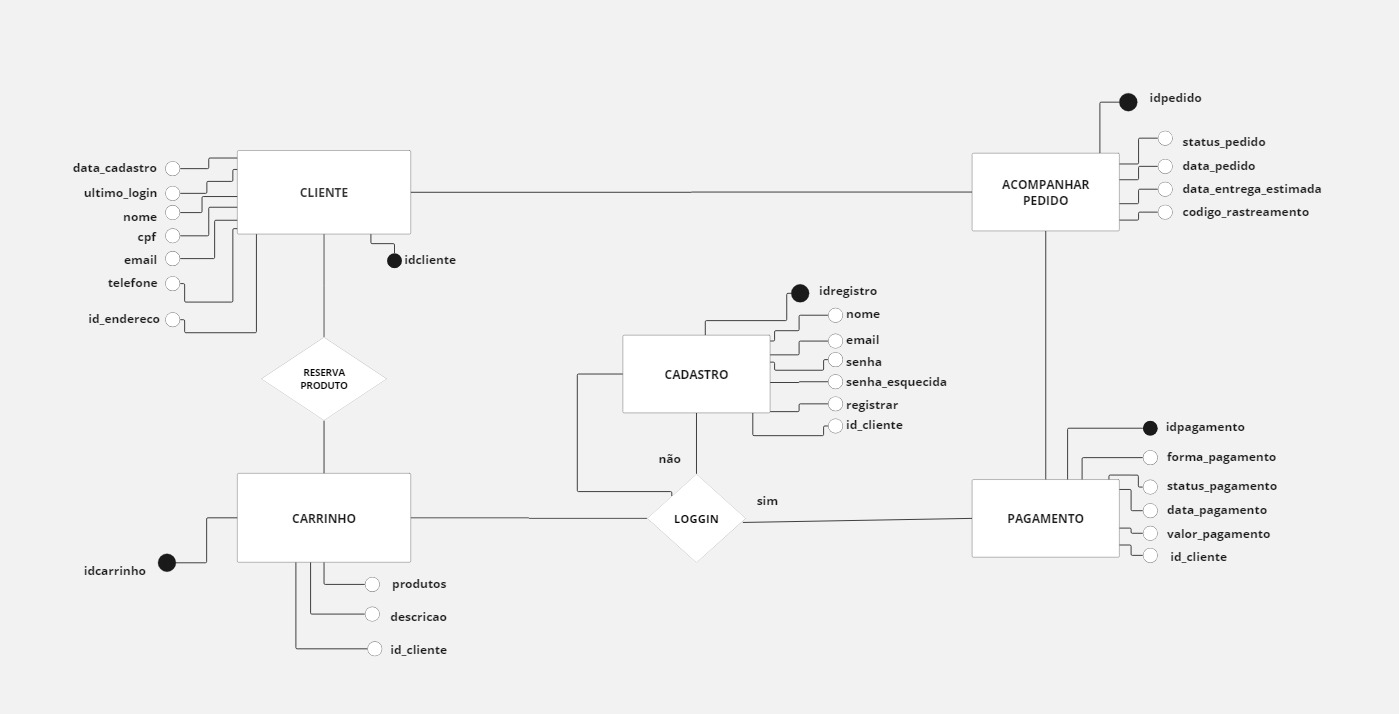 data_cadastro
ultimo_login
nome
cpf
email
telefone
id_endereco
CLIENTE
idcliente
RESERVA
PRODUTO
CARRINHO
idcarrinho
produtos
descricao
id_cliente
CADASTRO
idregistro
nome
email
senha
senha_esquecida
registrar
id_cliente
não
LOGGIN
sim
idpedido
ACOMPANHAR
PEDIDO
status_pedido
data_pedido
data_entrega_estimada
codigo_rastreamento
PAGAMENTO
idpagamento
forma_pagamento
status_pagamento
data_pagamento
valor_pagamento
id_cliente